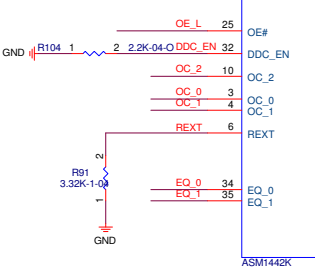 OE_L 25 OE#
GND R104 1 2 2.2K-04-O DDC_EN 32 DDC_EN
OC_2 10 OC_2
OC_0 3 OC_0
OC_1 4 OC_1
REXT 6 REXT
2
R91
3.32K-1-04
1
EQ_0 34 EQ_0
EQ_1 35 EQ_1
GND
ASM1442K